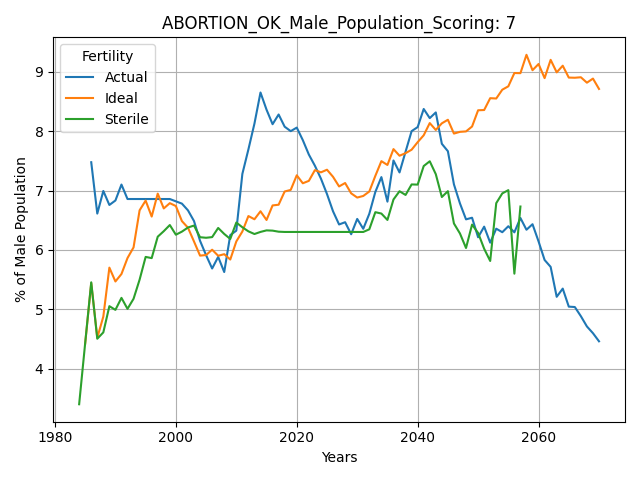 ABORTION_OK_Male_Population_Scoring: 7
Fertility
Actual
Ideal
Sterile
% of Male Population
9
8
7
6
5
4
1980
2000
2020
2040
2060
Years